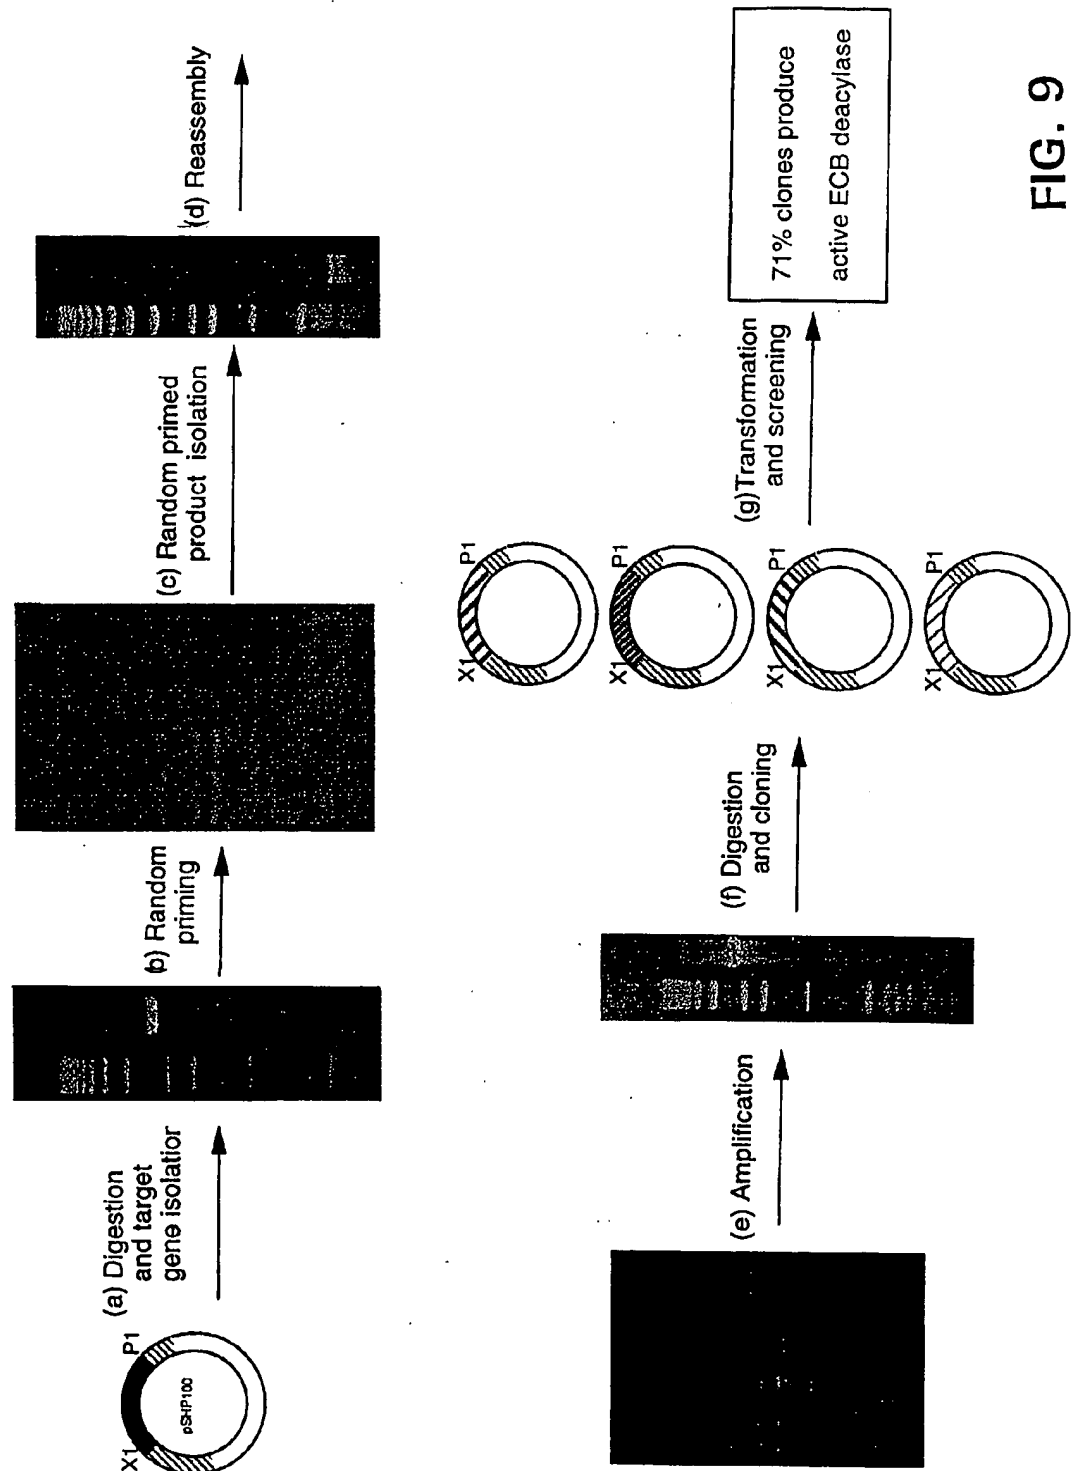 X1
P1
pSHP100
(a) Digestion
and target
gene isolatior
(b) Random
priming
(c) Random primed
product isolation
(d) Reassembly
(e) Amplification
(f) Digestion
and cloning
X1
P1
X1
P1
X1
P1
X1
P1
(g)Transformation
and screening
71% clones produce
active ECB deacylase
FIG. 9